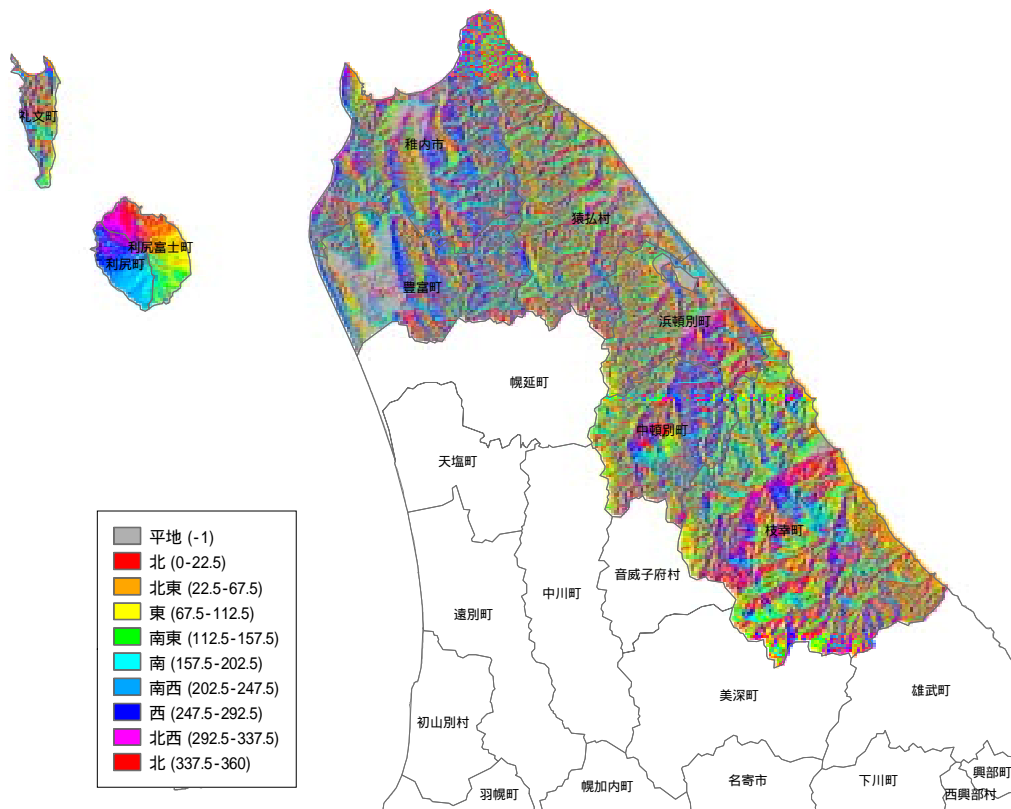 礼文町
稚内市
猿払村
利尻富士町
利尻町
豊富町
浜頓別町
幌延町
中頓別町
天塩町
枝幸町
音威子府村
中川町
遠別町
美深町
雄武町
初山別村
羽幌町
幌加内町
名寄市
下川町
興部町
西興部村
平地 (-1)
北 (0-22.5)
北東 (22.5-67.5)
東 (67.5-112.5)
南東 (112.5-157.5)
南 (157.5-202.5)
南西 (202.5-247.5)
西 (247.5-292.5)
北西 (292.5-337.5)
北 (337.5-360)